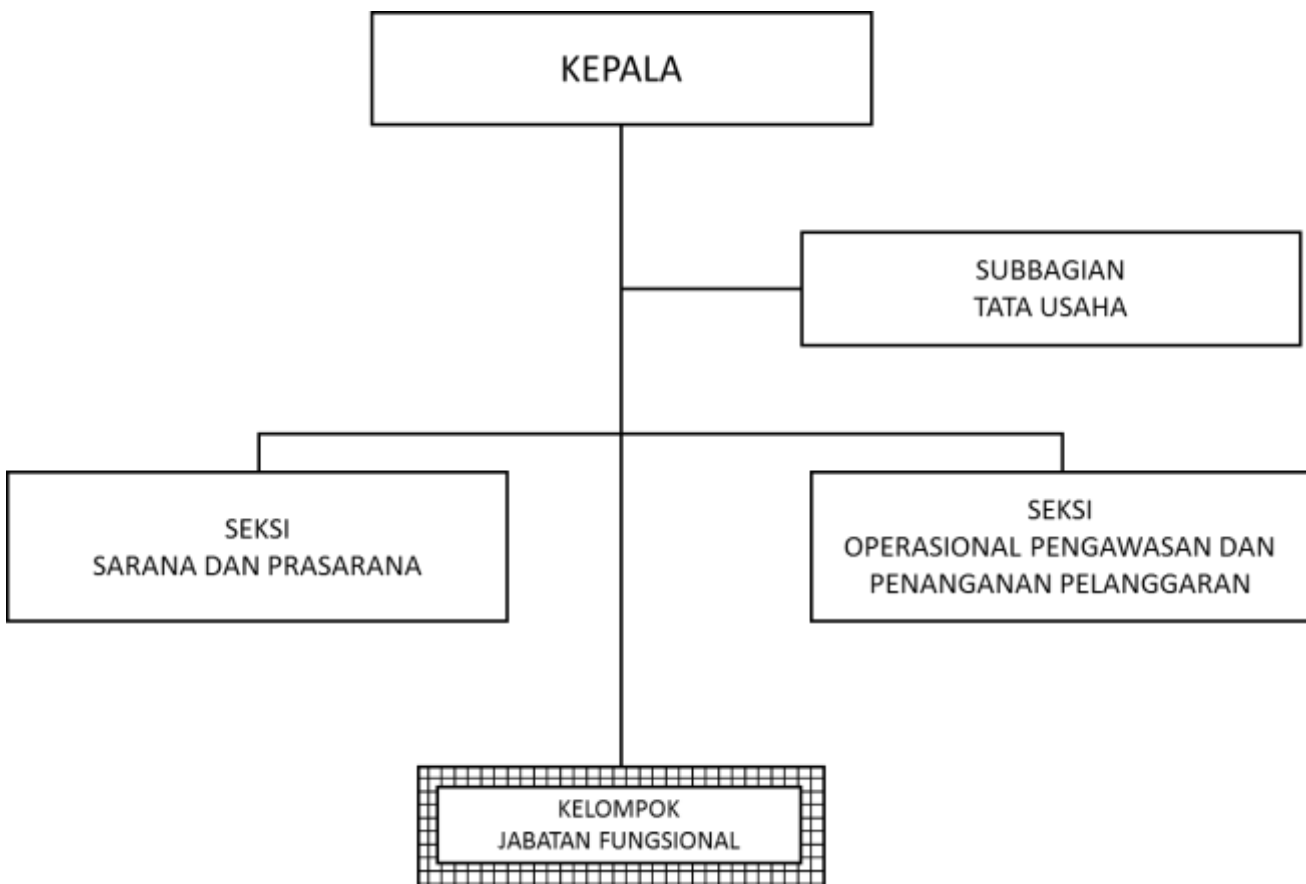 KEPALA
SUBBAGIAN
TATA USAHA
SEKSI
SARANA DAN PRASARANA
SEKSI
OPERASIONAL PENGAWASAN DAN
PENANGANAN PELANGGARAN
KELOMPOK
JABATAN FUNGSIONAL